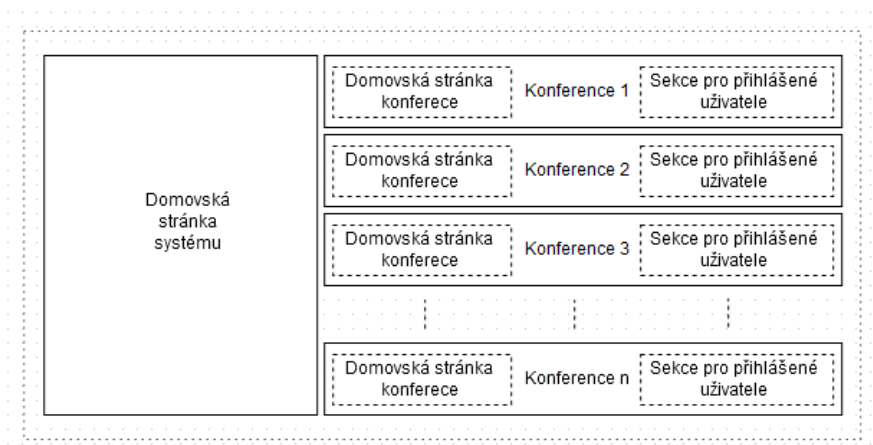 Domovská
stránka
systému
Domovská stránka
konferece
Konference 1
Sekce pro přihlášené
uživatele
Domovská stránka
konferece
Konference 2
Sekce pro přihlášené
uživatele
Domovská stránka
konferece
Konference 3
Sekce pro přihlášené
uživatele
Domovská stránka
konferece
Konference n
Sekce pro přihlášené
uživatele